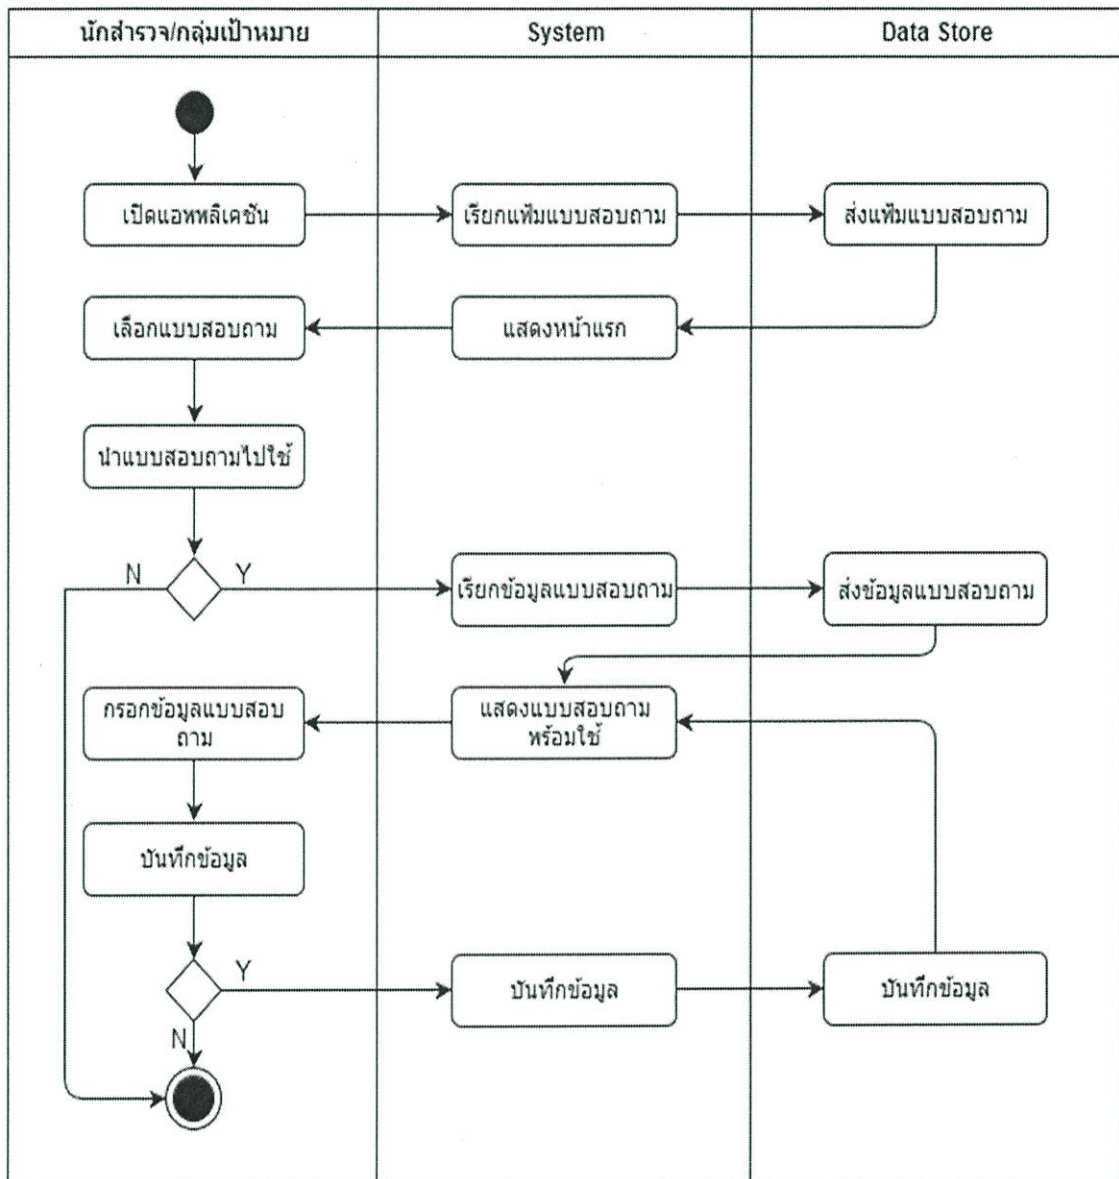 นักสำรวจ/กลุ่มเป้าหมาย
System
Data Store
เปิดแอพพลิเคชัน
เรียกแฟ้มแบบสอบถาม
ส่งแฟ้มแบบสอบถาม
เลือกแบบสอบถาม
แสดงหน้าแรก
นำแบบสอบถามไปใช้
N
Y
เรียกข้อมูลแบบสอบถาม
ส่งข้อมูลแบบสอบถาม
กรอกข้อมูลแบบสอบ
ถาม
แสดงแบบสอบถาม
พร้อมใช้
บันทึกข้อมูล
Y
บันทึกข้อมูล
บันทึกข้อมูล
N